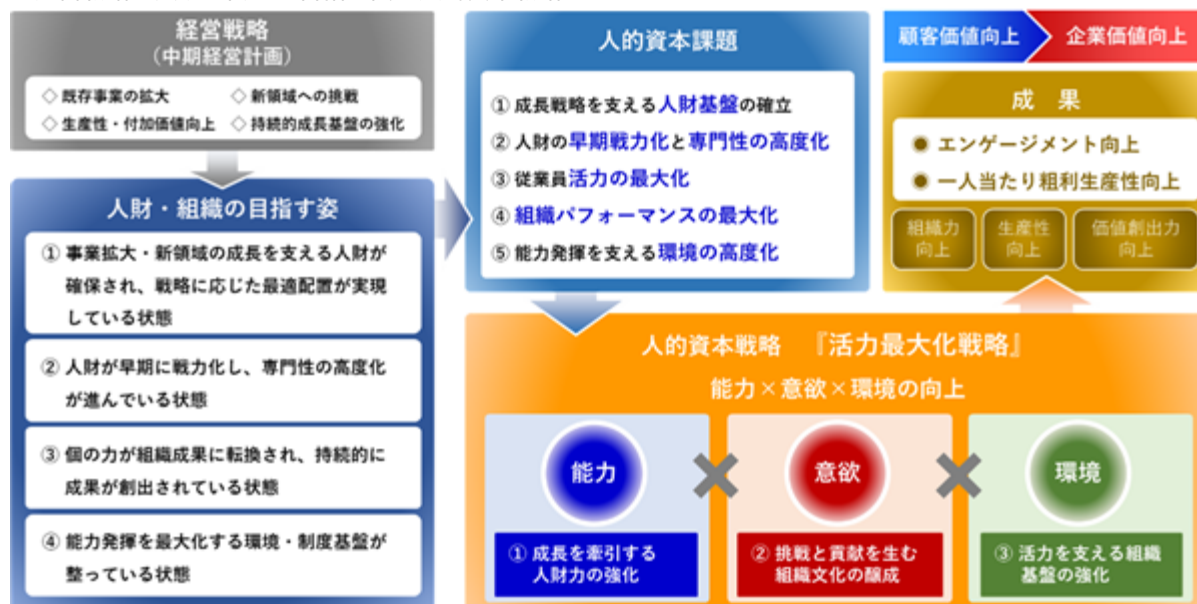 経営戦略
（中期経営計画）
◇ 既存事業の拡大
◇ 新領域への挑戦
◇ 生産性・付加価値向上
◇ 持続的成長基盤の強化
人財・組織の目指す姿
① 事業拡大・新領域の成長を支える人財が
確保され、戦略に応じた最適配置が実現
している状態
② 人財が早期に戦力化し、専門性の高度化
が進んでいる状態
③ 個の力が組織成果に転換され、持続的に
成果が創出されている状態
④ 能力発揮を最大化する環境・制度基盤が
整っている状態
人的資本課題
① 成長戦略を支える人財基盤の確立
② 人財の早期戦力化と専門性の高度化
③ 従業員活力の最大化
④ 組織パフォーマンスの最大化
⑤ 能力発揮を支える環境の高度化
顧客価値向上
企業価値向上
成 果
● エンゲージメント向上
● 一人当たり粗利生産性向上
組織力
向上
生産性
向上
価値創出力
向上
人的資本戦略 『活力最大化戦略』
能力×意欲×環境の向上
能力
×
意欲
×
環境
① 成長を牽引する
人財力の強化
② 挑戦と貢献を生む
組織文化の醸成
③ 活力を支える組織
基盤の強化